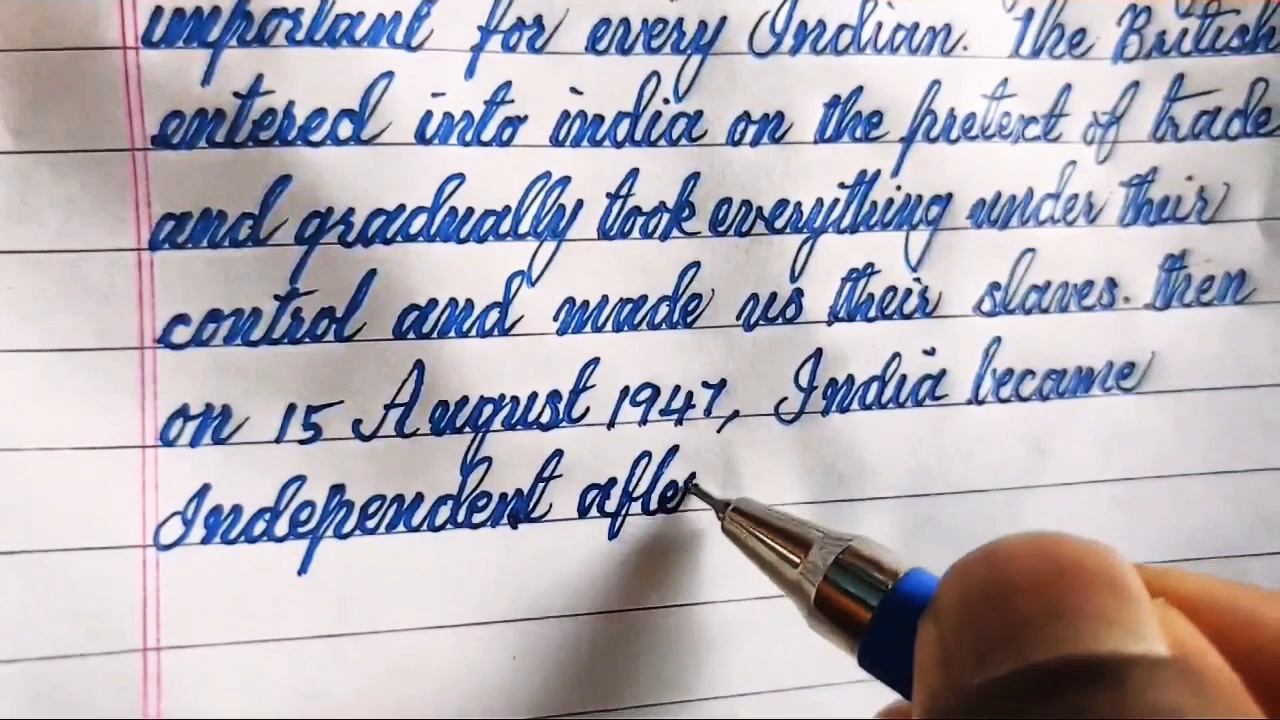 important for every Indian. The British
entered into india on the pretext of trade
and gradually took everything under their
control and made us their slaves. then
on 15 August 1947, India became
Independent afte